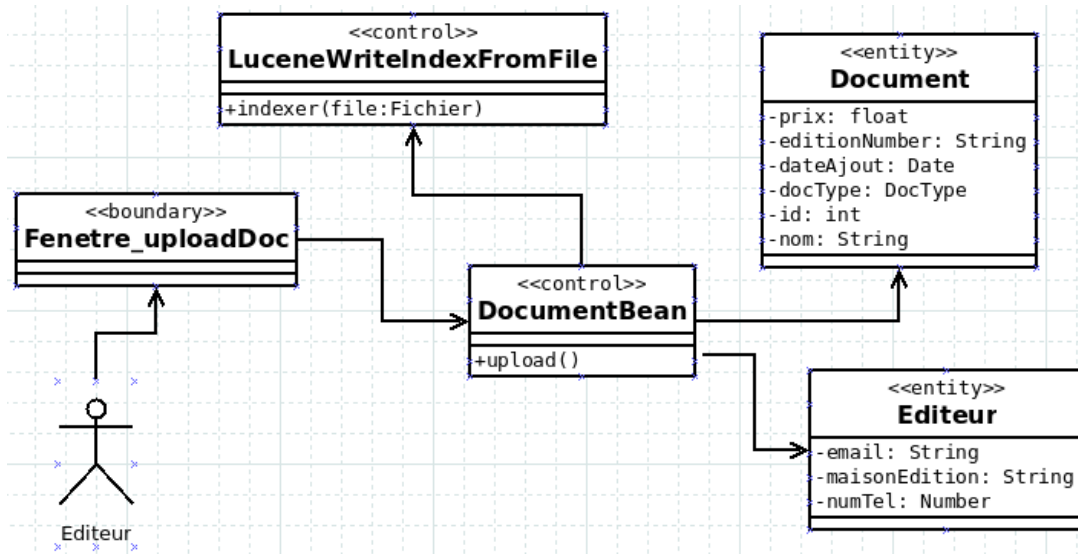 <<control>>
LuceneWriteIndexFromFile
+indexer(file:Fichier)
<<entity>>
Document
-prix: float
-editionNumber: String
-dateAjout: Date
-docType: DocType
-id: int
-nom: String
<<boundary>>
Fenetre_uploadDoc
<<control>>
DocumentBean
+upload()
<<entity>>
Editeur
-email: String
-maisonEdition: String
-numTel: Number
Editeur